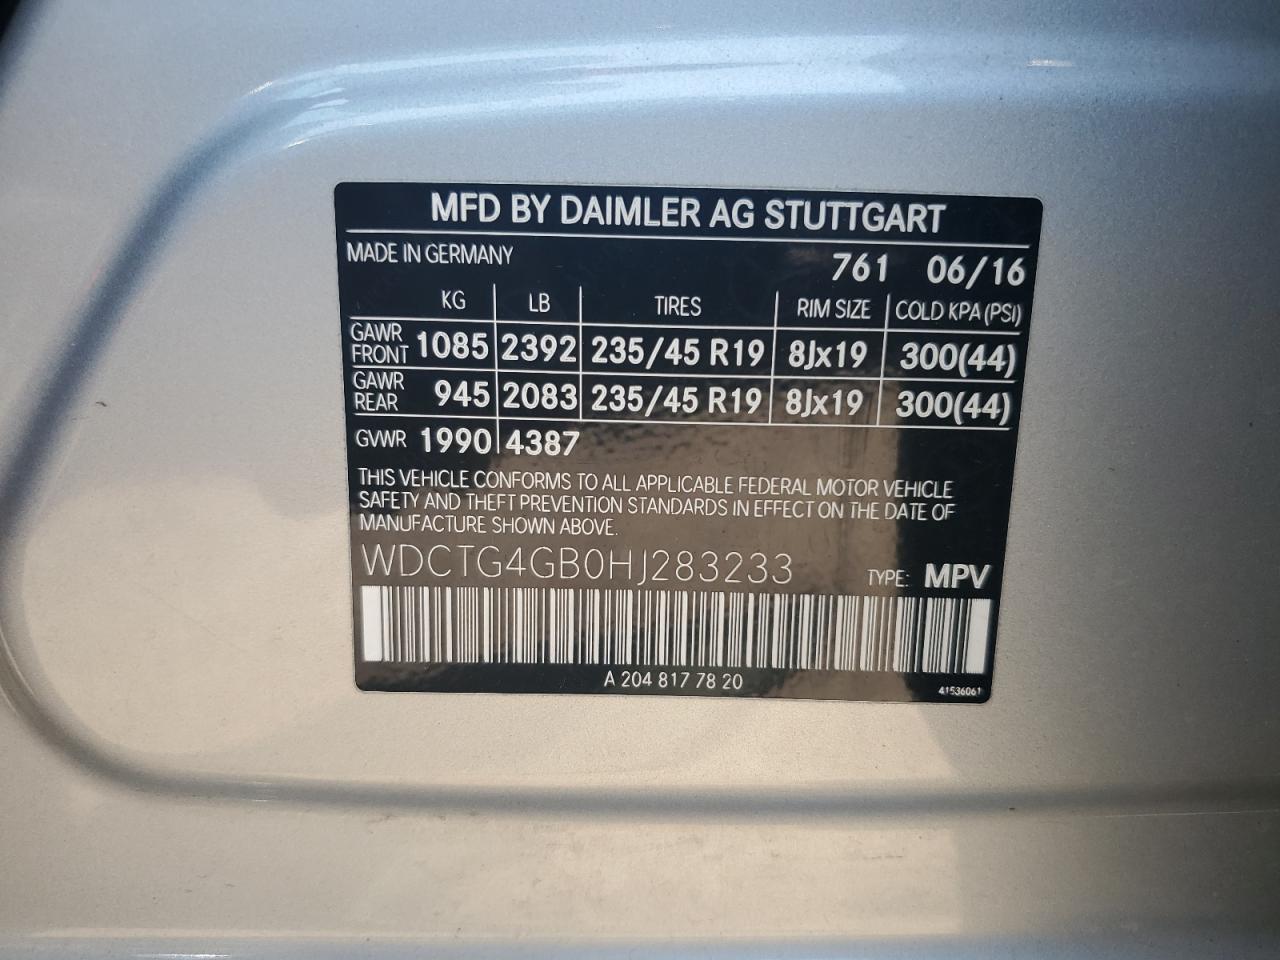 MFD BY DAIMLER AG STUTTGART
MADE IN GERMANY 761 06/16
KG LB TIRES RIM SIZE COLD KPA (PSI)
GAWR FRONT 1085 2392 235/45 R19 8Jx19 300(44)
GAWR REAR 945 2083 235/45 R19 8Jx19 300(44)
GVWR 1990 4387
THIS VEHICLE CONFORMS TO ALL APPLICABLE FEDERAL MOTOR VEHICLE
SAFETY AND THEFT PREVENTION STANDARDS IN EFFECT ON THE DATE OF
MANUFACTURE SHOWN ABOVE.
WDCTG4GB0HJ283233 TYPE: MPV
A 204 817 78 20 41536061